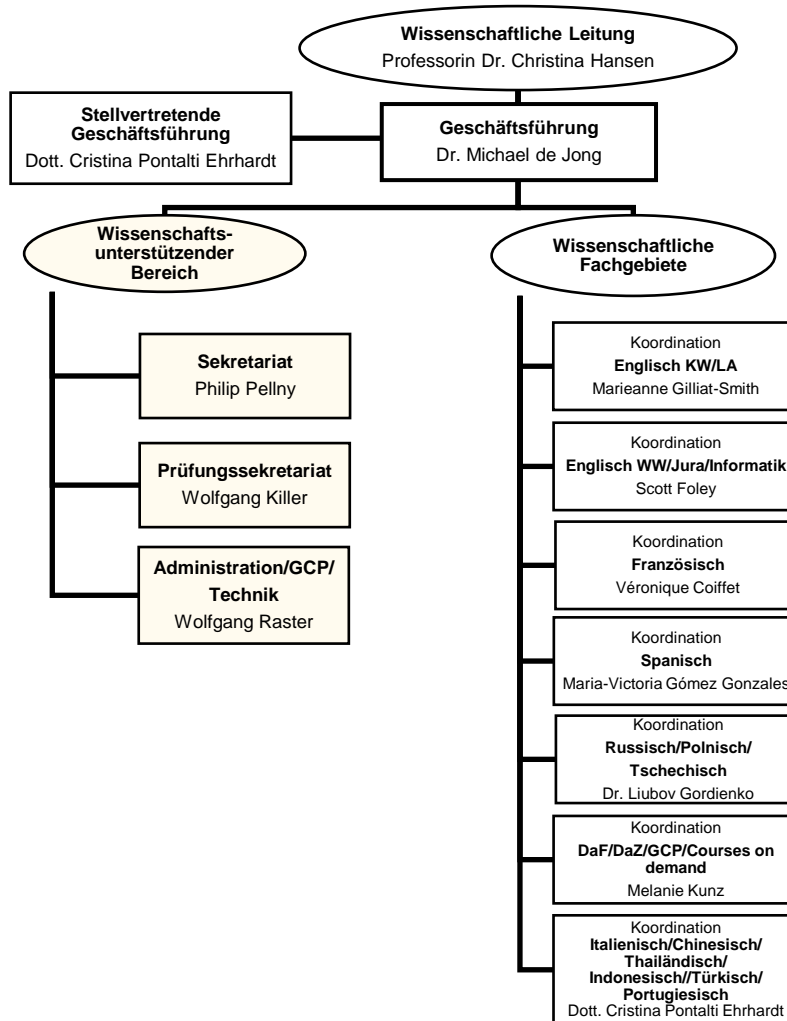 Wissenschaftliche Leitung
Professorin Dr. Christina Hansen
Stellvertretende
Geschäftsführung
Dott. Cristina Pontalti Ehrhardt
Geschäftsführung
Dr. Michael de Jong
Wissenschafts-
unterstützender
Bereich
Sekretariat
Philip Pellny
Prüfungssekretariat
Wolfgang Killer
Administration/GCP/
Technik
Wolfgang Raster
Wissenschaftliche
Fachgebiete
Koordination
Englisch KW/LA
Marieanne Gilliat-Smith
Koordination
Englisch WW/Jura/Informatik
Scott Foley
Koordination
Französisch
Véronique Coiffet
Koordination
Spanisch
Maria-Victoria Gómez Gonzales
Koordination
Russisch/Polnisch/
Tschechisch
Dr. Liubov Gordienko
Koordination
DaF/DaZ/GCP/Courses on
demand
Melanie Kunz
Koordination
Italienisch/Chinesisch/
Thailändisch/
Indonesisch//Türkisch/
Portugiesisch
Dott. Cristina Pontalti Ehrhardt